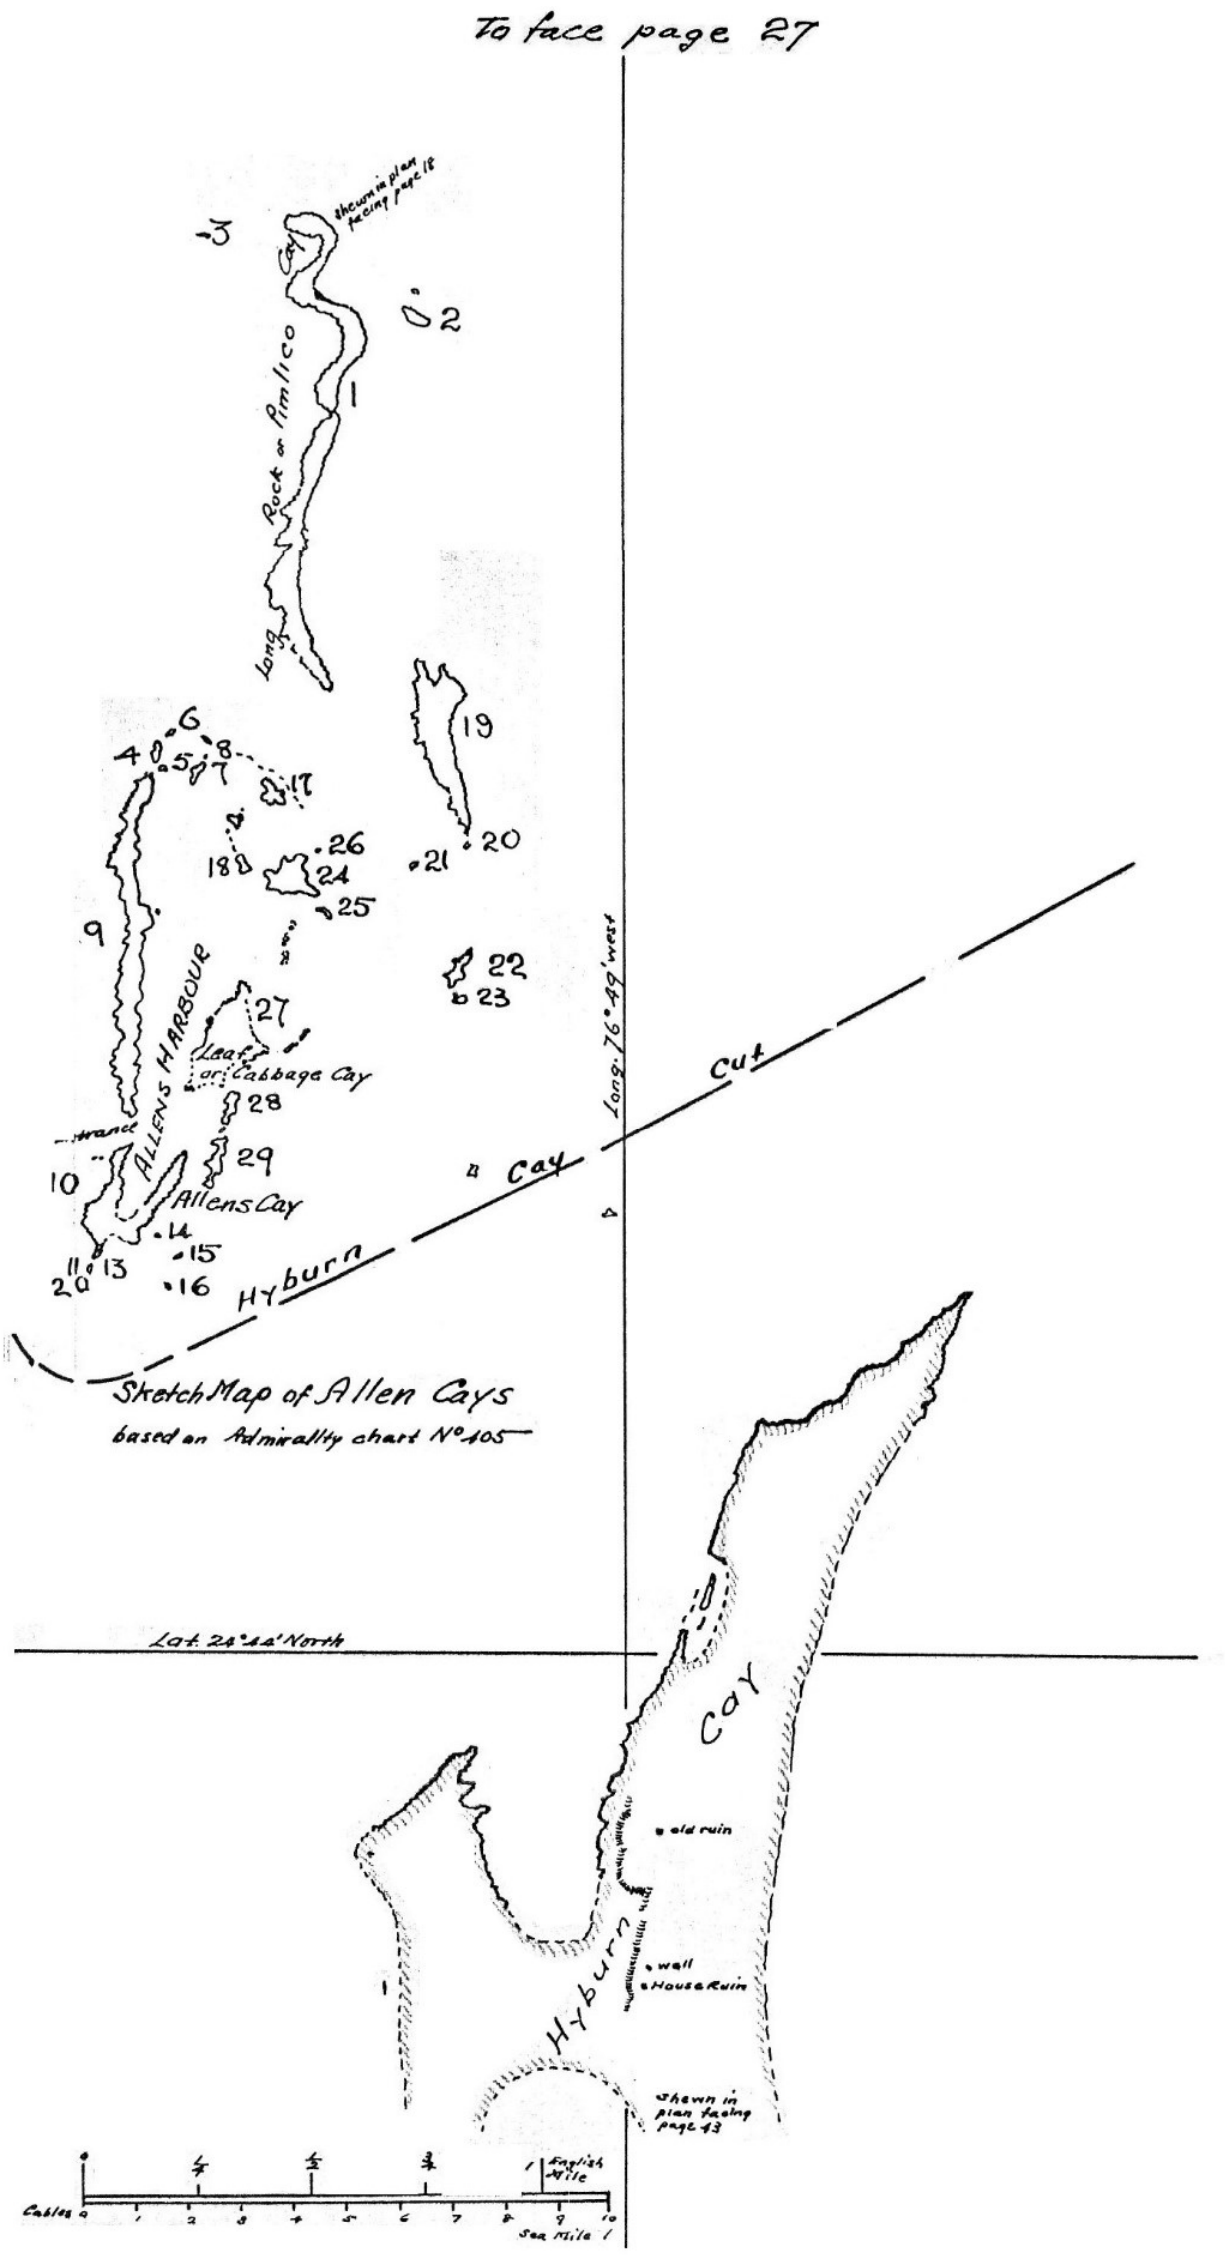 To face page 27
shewn in plan
facing page 18
3
Cay
2
Rock or Pimlico
1
Long
19
6
4
8
5
7
17
20
26
21
18
24
25
9
22
23
ALLENS HARBOUR
27
Long. 76° 49' west
Leaf
or Cabbage Cay
Cut
28
29
Cay
10
Allens Cay
14
15
11
13
16
Hyburn
Sketch Map of Allen Cays
based on Admirallty chart No 105
Lat. 24° 44' North
Cay
old ruin
Hyburn
well
House Ruin
shewn in
plan facing
page 43
0
1/4
1/2
3/4
1 English
Mile
Cables 0 1 2 3 4 5 6 7 8 9 10
Sea Mile 1